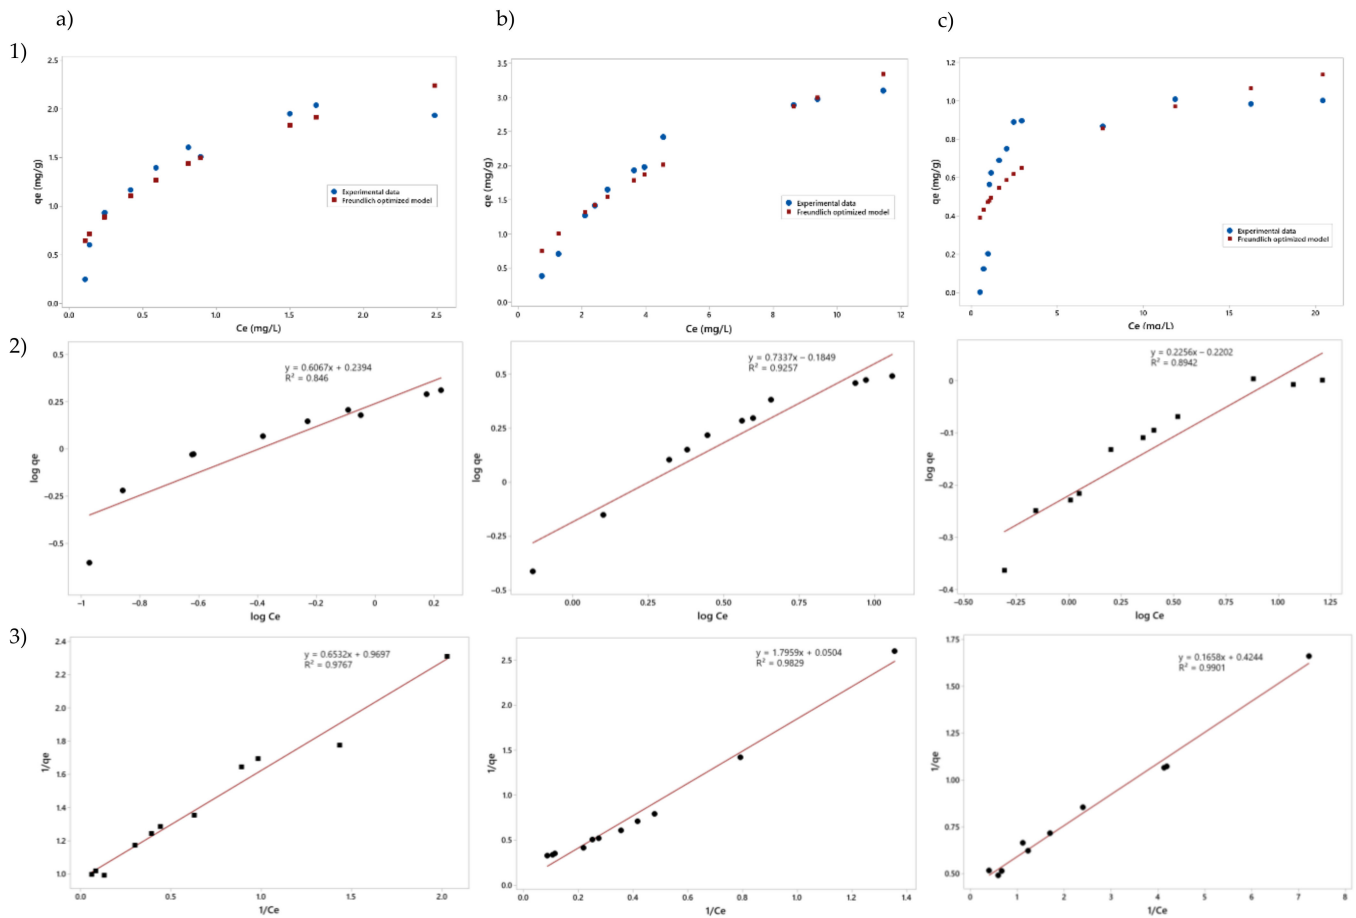 a)
b)
c)
1)
2.5
2.0
1.5
1.0
0.5
0.0
qe (mg/g)
Experimental data
Freundlich optimized model
0.0 0.5 1.0 1.5 2.0 2.5
Ce (mg/L)
3.5
3.0
2.5
2.0
1.5
1.0
0.5
0.0
qe (mg/g)
Experimental data
Freundlich optimized model
0 2 4 6 8 10 12
Ce (mg/L)
1.2
1.0
0.8
0.6
0.4
0.2
0.0
qe (mg/g)
Experimental data
Freundlich optimized model
0 5 10 15 20
Ce (mg/L)
2)
y = 0.6067x + 0.2394
R² = 0.846
0.5
0.25
0
−0.25
−0.5
log qe
−1 −0.8 −0.6 −0.4 −0.2 0 0.2
log Ce
y = 0.7337x − 0.1849
R² = 0.9257
0.5
0.25
0
−0.25
−0.5
log qe
0.00 0.25 0.50 0.75 1.00
log Ce
y = 0.2256x − 0.2202
R² = 0.8942
0
−0.1
−0.2
−0.3
−0.4
log qe
−0.50 −0.25 0.00 0.25 0.50 0.75 1.00 1.25
log Ce
3)
y = 0.6532x + 0.9697
R² = 0.9767
2.4
2.2
2.0
1.8
1.6
1.4
1.2
1.0
1/qe
0.0 0.5 1.0 1.5 2.0
1/Ce
y = 1.7959x + 0.0504
R² = 0.9829
2.5
2.0
1.5
1.0
0.5
0.0
1/qe
0.0 0.2 0.4 0.6 0.8 1.0 1.2 1.4
1/Ce
y = 0.1658x + 0.4244
R² = 0.9901
1.75
1.50
1.25
1.00
0.75
0.50
1/qe
0 1 2 3 4 5 6 7 8
1/Ce